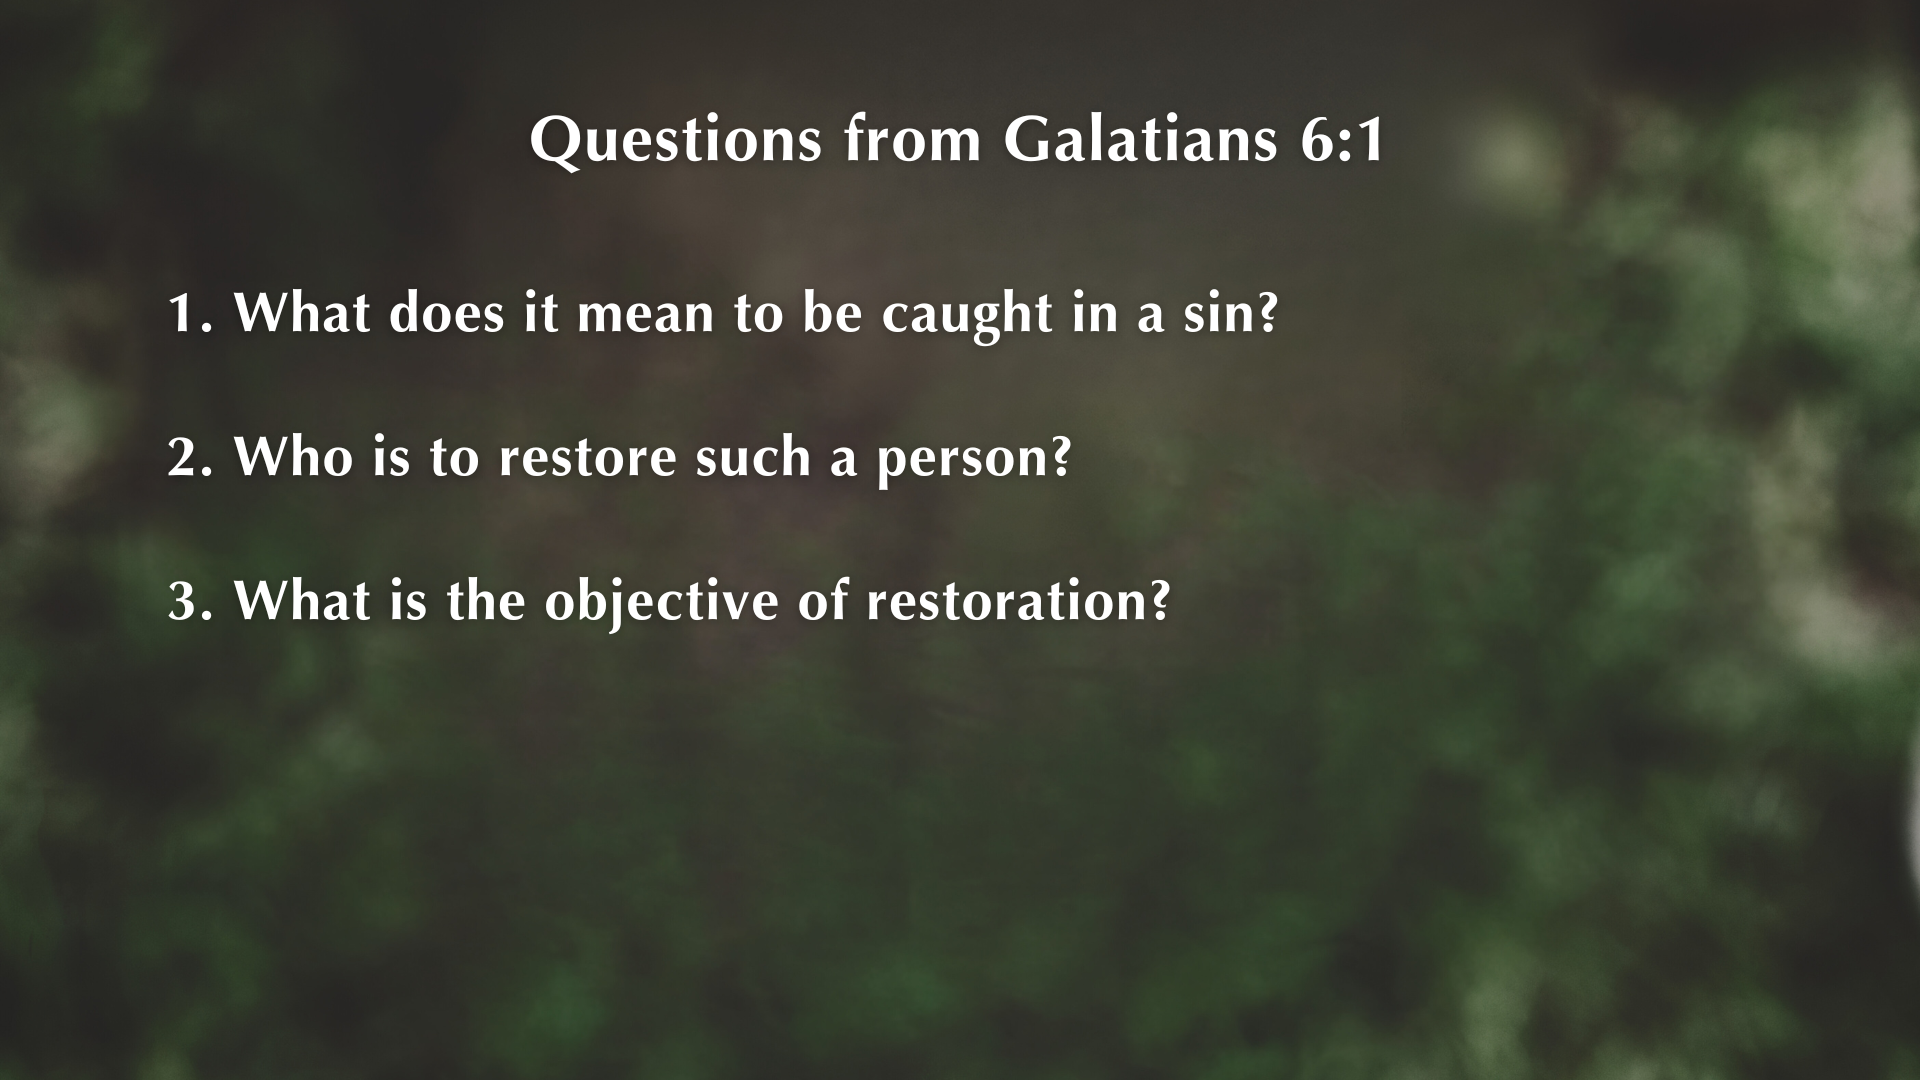 Questions from Galatians 6:1
1. What does it mean to be caught in a sin?
2. Who is to restore such a person?
3. What is the objective of restoration?